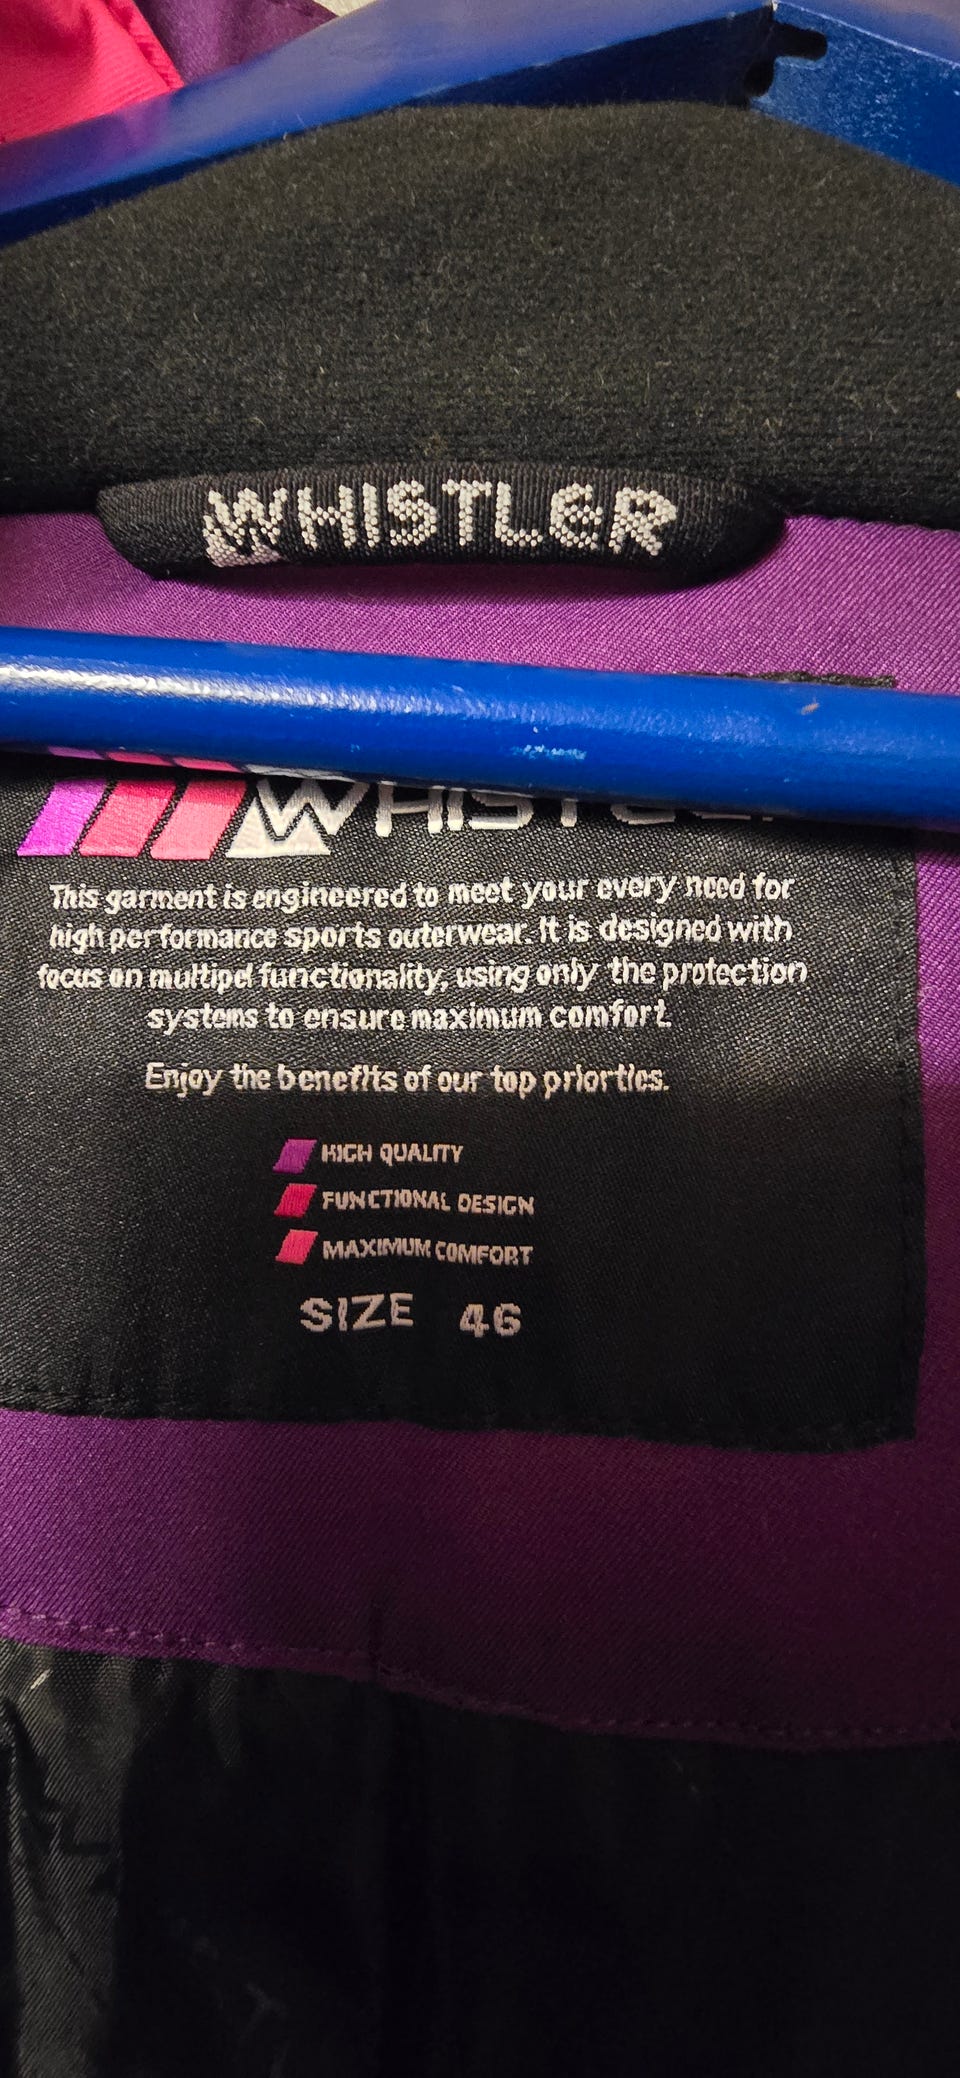 WHISTLER
WHISTLER
This garment is engineered to meet your every need for
high performance sports outerwear. It is designed with
focus on multipel functionality, using only the protection
systems to ensure maximum comfort.
Enjoy the benefits of our top priorties.
HIGH QUALITY
FUNCTIONAL DESIGN
MAXIMUM COMFORT
SIZE 46